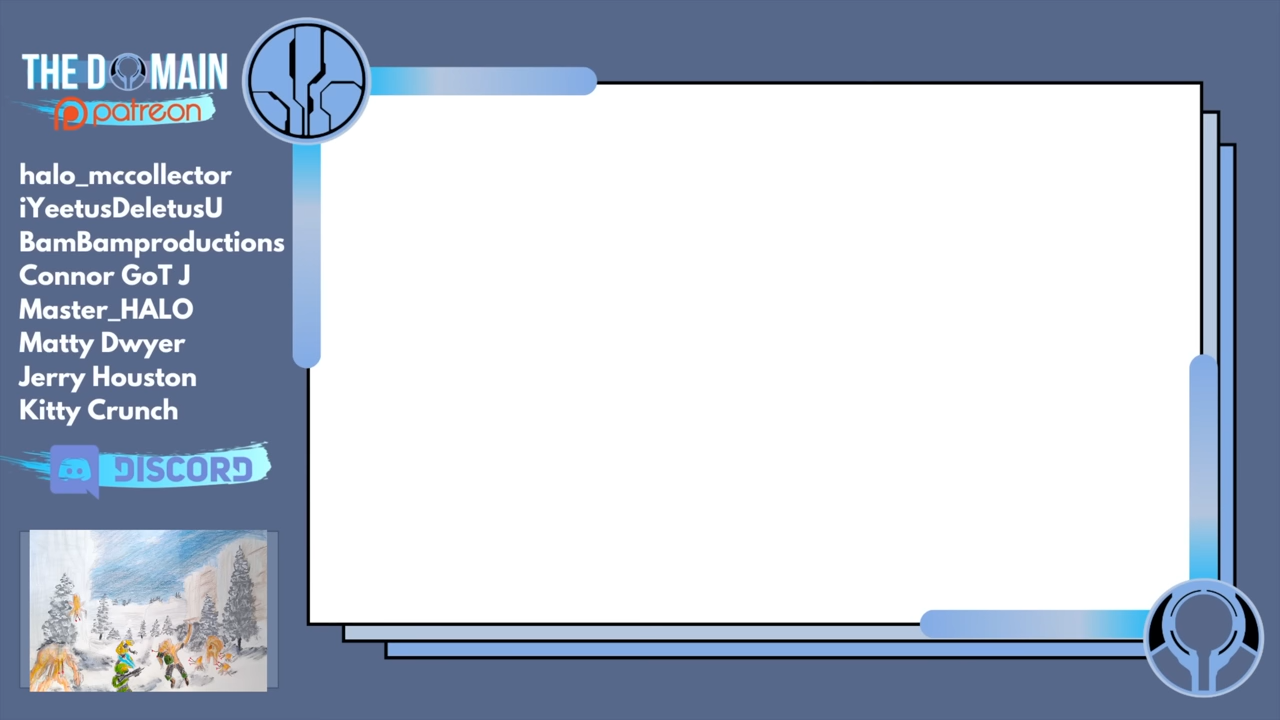 THE DOMAIN
patreon
halo_mccollector
iYeetusDeletusU
BamBamproductions
Connor GoT J
Master_HALO
Matty Dwyer
Jerry Houston
Kitty Crunch
DISCORD